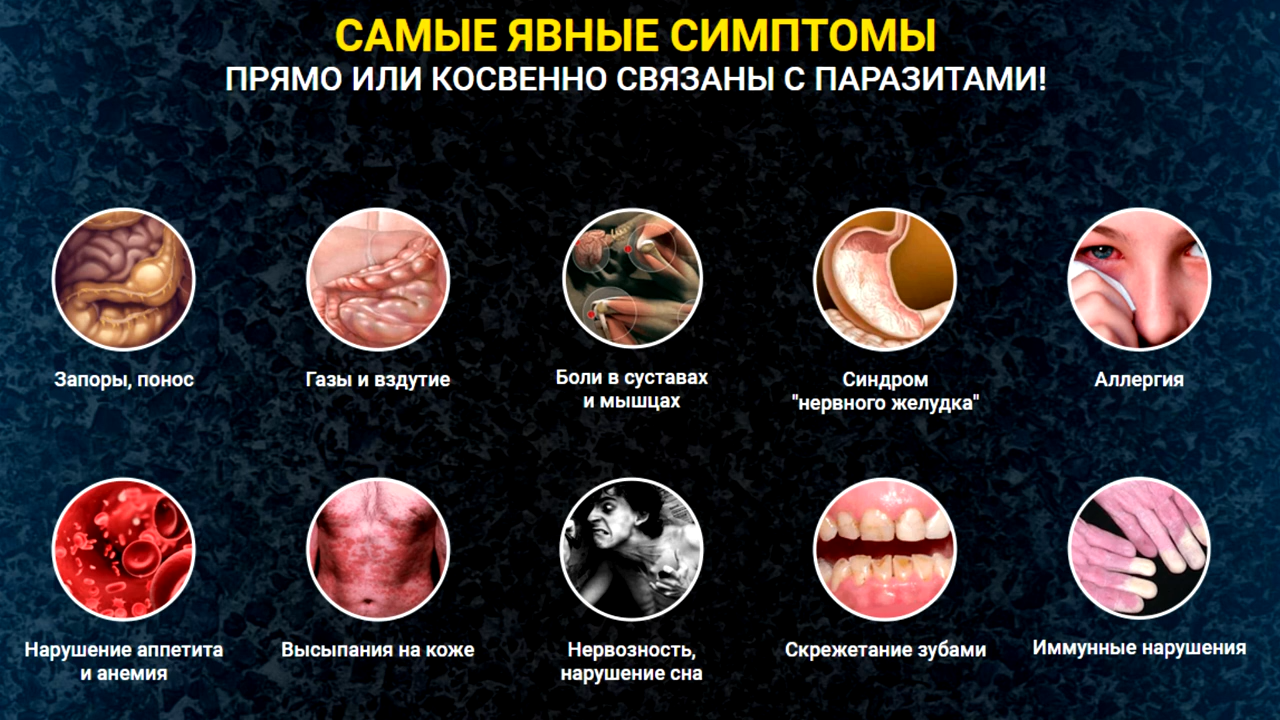 САМЫЕ ЯВНЫЕ СИМПТОМЫ
ПРЯМО ИЛИ КОСВЕННО СВЯЗАНЫ С ПАРАЗИТАМИ!
Запоры, понос
Газы и вздутие
Боли в суставах
и мышцах
Синдром
"нервного желудка"
Аллергия
Нарушение аппетита
и анемия
Высыпания на коже
Нервозность,
нарушение сна
Скрежетание зубами
Иммунные нарушения